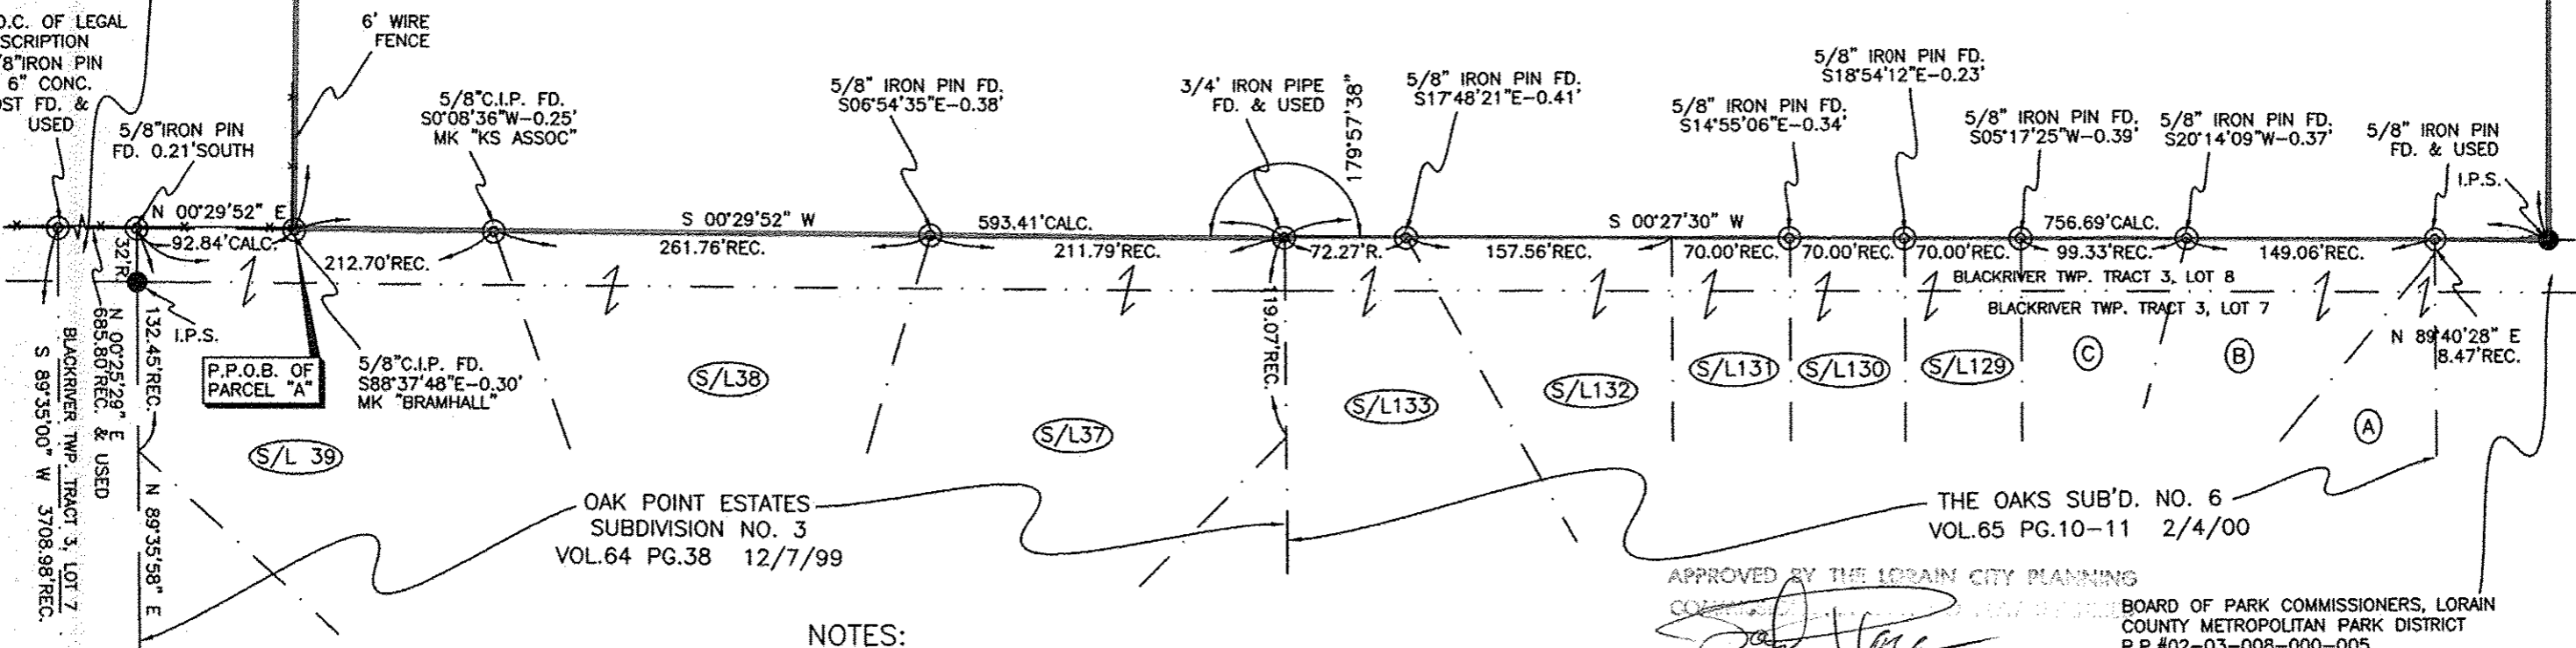 O.C. OF LEGAL
SCRIPTION
/8"IRON PIN
6" CONC.
OST FD. &
USED
5/8"IRON PIN
FD. 0.21'SOUTH
6' WIRE
FENCE
5/8"C.I.P. FD.
S0°08'36"W-0.25'
MK "KS ASSOC"
5/8" IRON PIN FD.
S06°54'35"E-0.38'
3/4' IRON PIPE
FD. & USED
179°57'38"
5/8" IRON PIN FD.
S17°48'21"E-0.41'
5/8" IRON PIN FD.
S14°55'06"E-0.34'
5/8" IRON PIN FD.
S18°54'12"E-0.23'
5/8" IRON PIN FD.
S05°17'25"W-0.39'
5/8" IRON PIN FD.
S20°14'09"W-0.37'
5/8" IRON PIN
FD. & USED
I.P.S.
N 00°29'52" E
92.84'CALC.
S 00°29'52" W
593.41'CALC.
S 00°27'30" W
756.69'CALC.
212.70'REC.
261.76'REC.
211.79'REC.
72.27'R.
157.56'REC.
70.00'REC.
70.00'REC.
70.00'REC.
99.33'REC.
149.06'REC.
BLACKRIVER TWP. TRACT 3, LOT 8
BLACKRIVER TWP. TRACT 3, LOT 7
32'R
I.P.S.
132.45'REC.
N 89°35'58" E
N 00°25'29" E
685.80'REC. & USED
BLACKRIVER TWP. TRACT 3, LOT 7
S 89°35'00" W 3708.98'REC.
P.P.O.B. OF
PARCEL "A"
5/8"C.I.P. FD.
S88°37'48"E-0.30'
MK "BRAMHALL"
119.07'REC.
N 89°40'28" E
8.47'REC.
S/L 39
S/L38
S/L37
S/L133
S/L132
S/L131
S/L130
S/L129
C
B
A
OAK POINT ESTATES
SUBDIVISION NO. 3
VOL.64 PG.38 12/7/99
THE OAKS SUB'D. NO. 6
VOL.65 PG.10-11 2/4/00
NOTES:
APPROVED BY THE LORAIN CITY PLANNING
BOARD OF PARK COMMISSIONERS, LORAIN
COUNTY METROPOLITAN PARK DISTRICT
P.P.#02-03-008-000-005